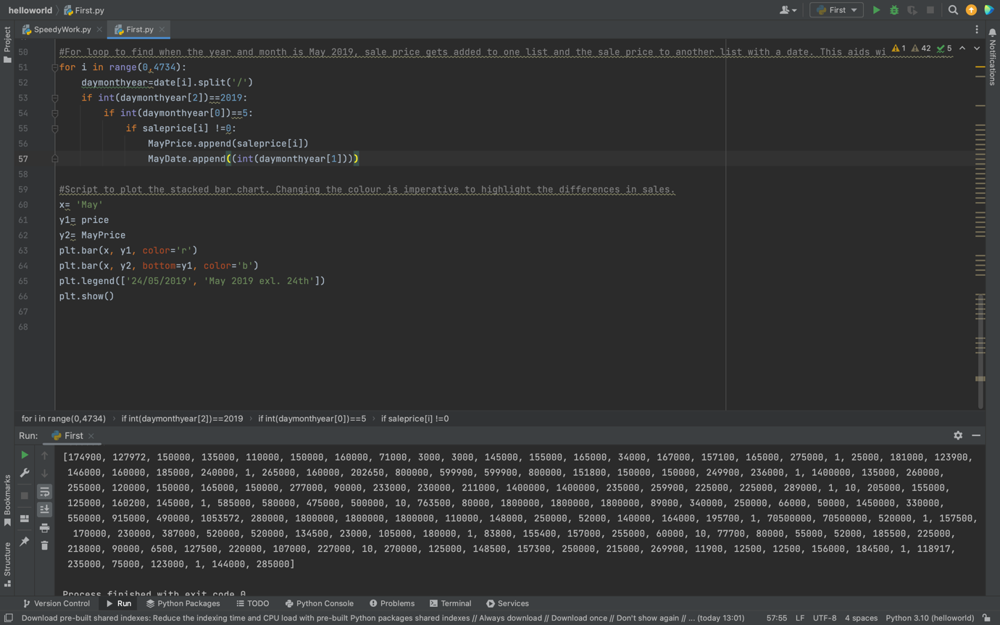 helloworld First.py First
SpeedyWork.py First.py
Project
Notifications
50 #For loop to find when the year and month is May 2019, sale price gets added to one list and the sale price to another list with a date. This aids wi 1 42 5
51 for i in range(0,4734):
52 daymonthyear=date[i].split('/')
53 if int(daymonthyear[2])==2019:
54 if int(daymonthyear[0])==5:
55 if saleprice[i] !=0:
56 MayPrice.append(saleprice[i])
57 MayDate.append((int(daymonthyear[1])))
58
59 #Script to plot the stacked bar chart. Changing the colour is imperative to highlight the differences in sales.
60 x= 'May'
61 y1= price
62 y2= MayPrice
63 plt.bar(x, y1, color='r')
64 plt.bar(x, y2, bottom=y1, color='b')
65 plt.legend(['24/05/2019', 'May 2019 exl. 24th'])
66 plt.show()
67
68
for i in range(0,4734) › if int(daymonthyear[2])==2019 › if int(daymonthyear[0])==5 › if saleprice[i] !=0
Run: First
[174900, 127972, 150000, 135000, 110000, 150000, 160000, 71000, 3000, 3000, 145000, 155000, 165000, 34000, 167000, 157100, 165000, 275000, 1, 25000, 181000, 123900,
146000, 160000, 185000, 240000, 1, 265000, 160000, 202650, 800000, 599900, 599900, 800000, 151800, 150000, 150000, 249900, 236000, 1, 1400000, 135000, 260000,
255000, 120000, 150000, 165000, 150000, 277000, 90000, 233000, 230000, 211000, 1400000, 1400000, 235000, 259900, 225000, 225000, 289000, 1, 10, 205000, 155000,
125000, 160200, 145000, 1, 585000, 580000, 475000, 500000, 10, 763500, 80000, 1800000, 1800000, 1800000, 89000, 340000, 250000, 66000, 50000, 1450000, 330000,
550000, 915000, 490000, 1053572, 280000, 1800000, 1800000, 1800000, 110000, 148000, 250000, 52000, 140000, 164000, 195700, 1, 70500000, 70500000, 520000, 1, 157500,
170000, 230000, 387000, 520000, 520000, 134500, 23000, 105000, 180000, 1, 83800, 155400, 157000, 255000, 60000, 10, 77700, 80000, 55000, 52000, 185500, 225000,
218000, 90000, 6500, 127500, 220000, 107000, 227000, 10, 270000, 125000, 148500, 157300, 250000, 215000, 269900, 11900, 12500, 12500, 156000, 184500, 1, 118917,
235000, 75000, 123000, 1, 144000, 285000]
Process finished with exit code 0
Bookmarks
Structure
Version Control Run Python Packages TODO Python Console Problems Terminal Services
Download pre-built shared indexes: Reduce the indexing time and CPU load with pre-built Python packages shared indexes // Always download // Download once // Don't show again // ... (today 13:01) 57:55 LF UTF-8 4 spaces Python 3.10 (helloworld)